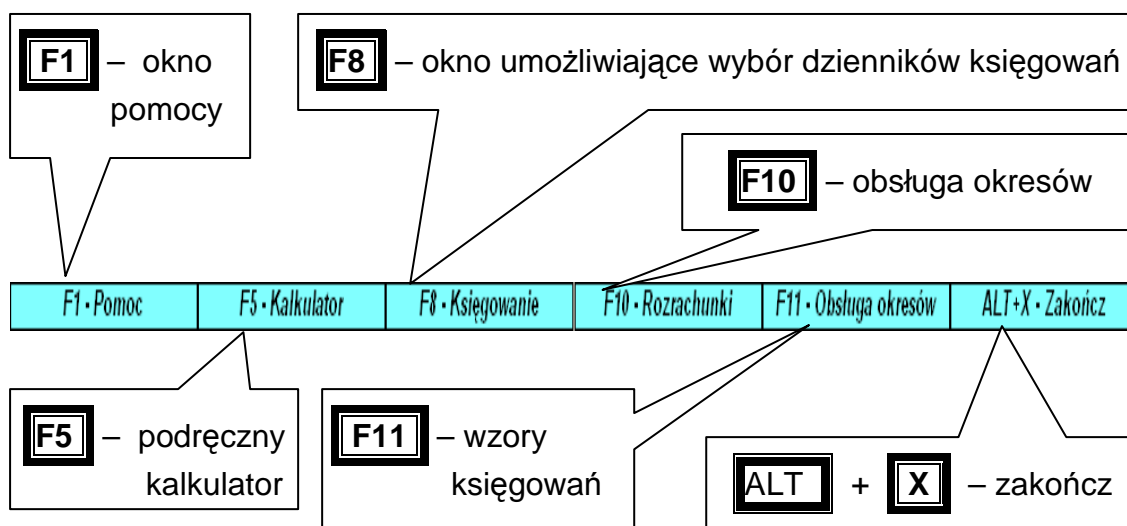 F1 – okno
pomocy
F8 – okno umożliwiające wybór dzienników księgowań
F10 – obsługa okresów
F1 - Pomoc
F5 - Kalkulator
F8 - Księgowanie
F10 - Rozrachunki
F11 - Obsługa okresów
ALT+X - Zakończ
F5 – podręczny
kalkulator
F11 – wzory
księgowań
ALT + X – zakończ